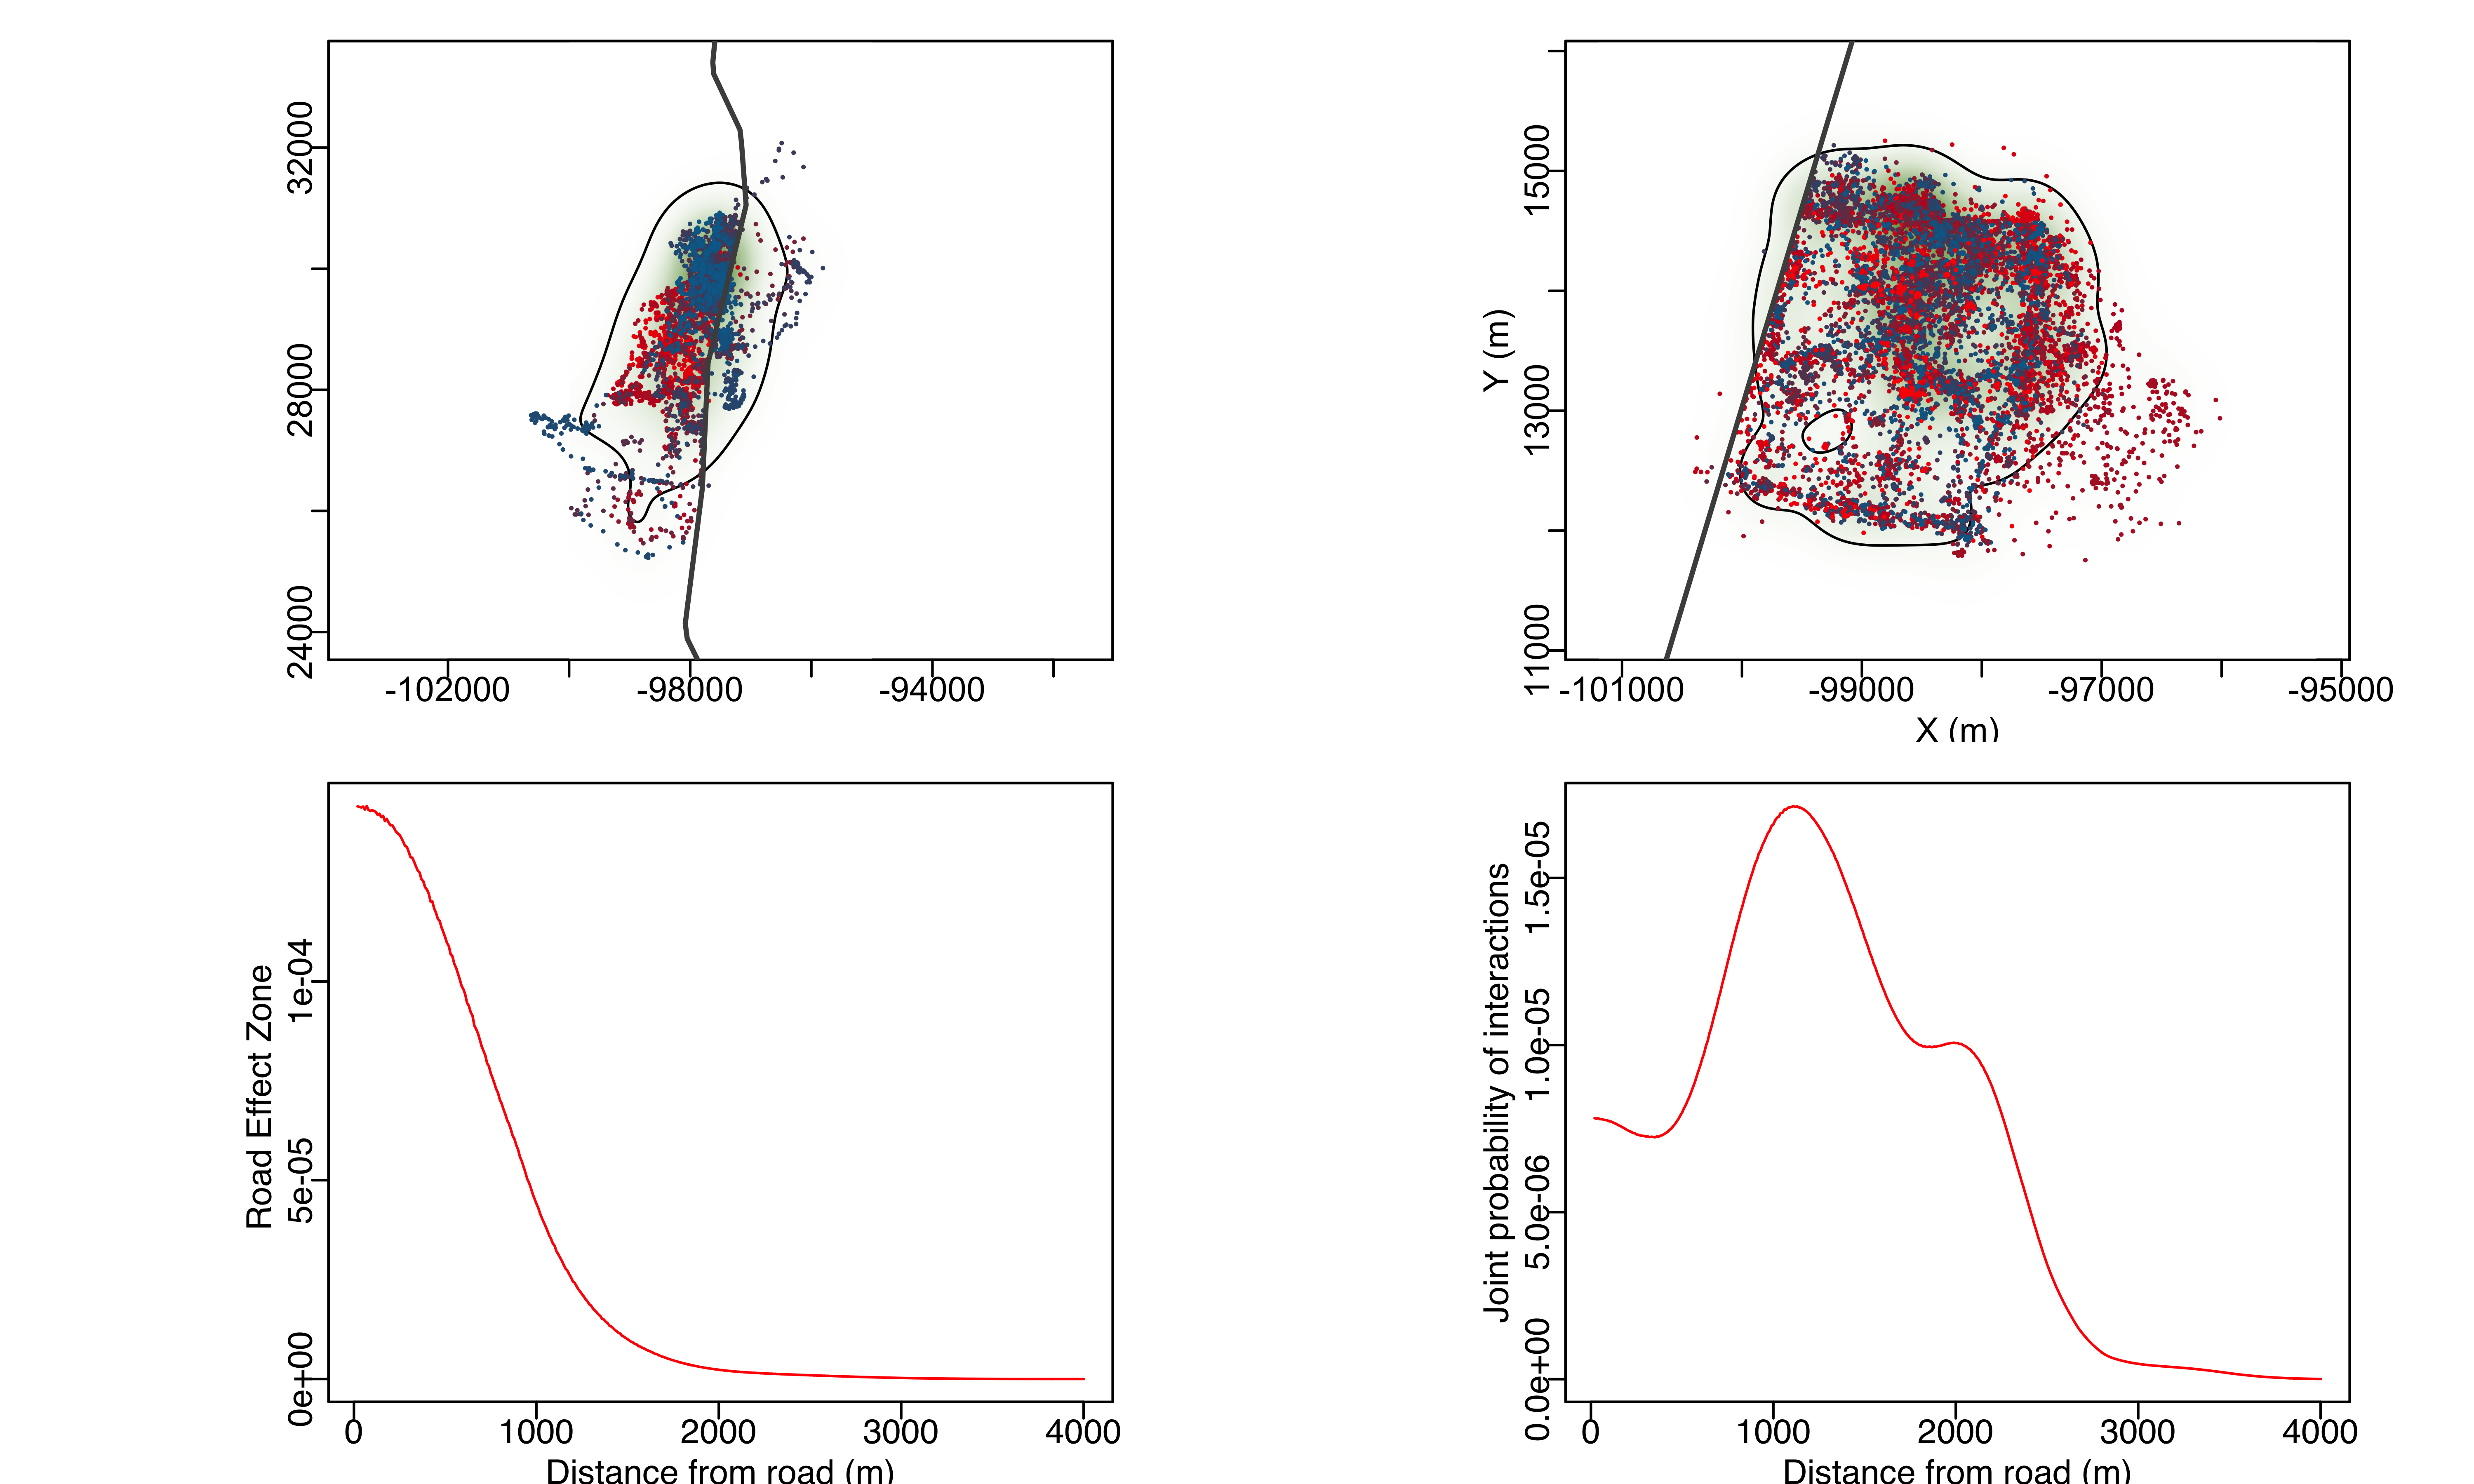 32000
28000
24000
-102000
-98000
-94000
Y (m)
15000
13000
11000
-101000
-99000
-97000
-95000
X (m)
Road Effect Zone
1e-04
5e-05
0e+00
0
1000
2000
3000
4000
Distance from road (m)
Joint probability of interactions
1.5e-05
1.0e-05
5.0e-06
0.0e+00
0
1000
2000
3000
4000
Distance from road (m)